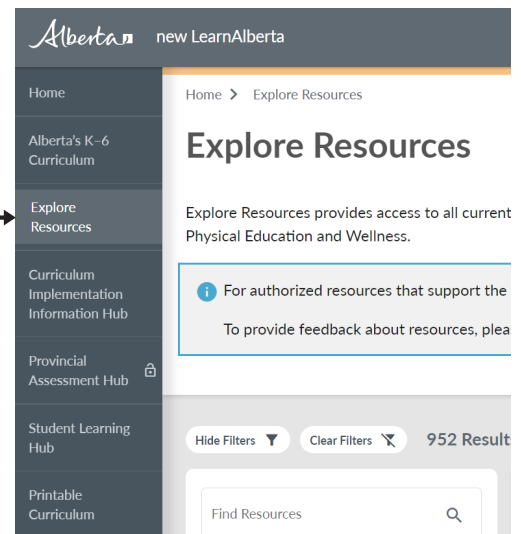 Alberta new LearnAlberta
Home
Alberta's K–6
Curriculum
Explore
Resources
Curriculum
Implementation
Information Hub
Provincial
Assessment Hub
Student Learning
Hub
Printable
Curriculum
Home > Explore Resources
Explore Resources
Explore Resources provides access to all current
Physical Education and Wellness.
For authorized resources that support the
To provide feedback about resources, plea
Hide Filters Clear Filters 952 Results
Find Resources